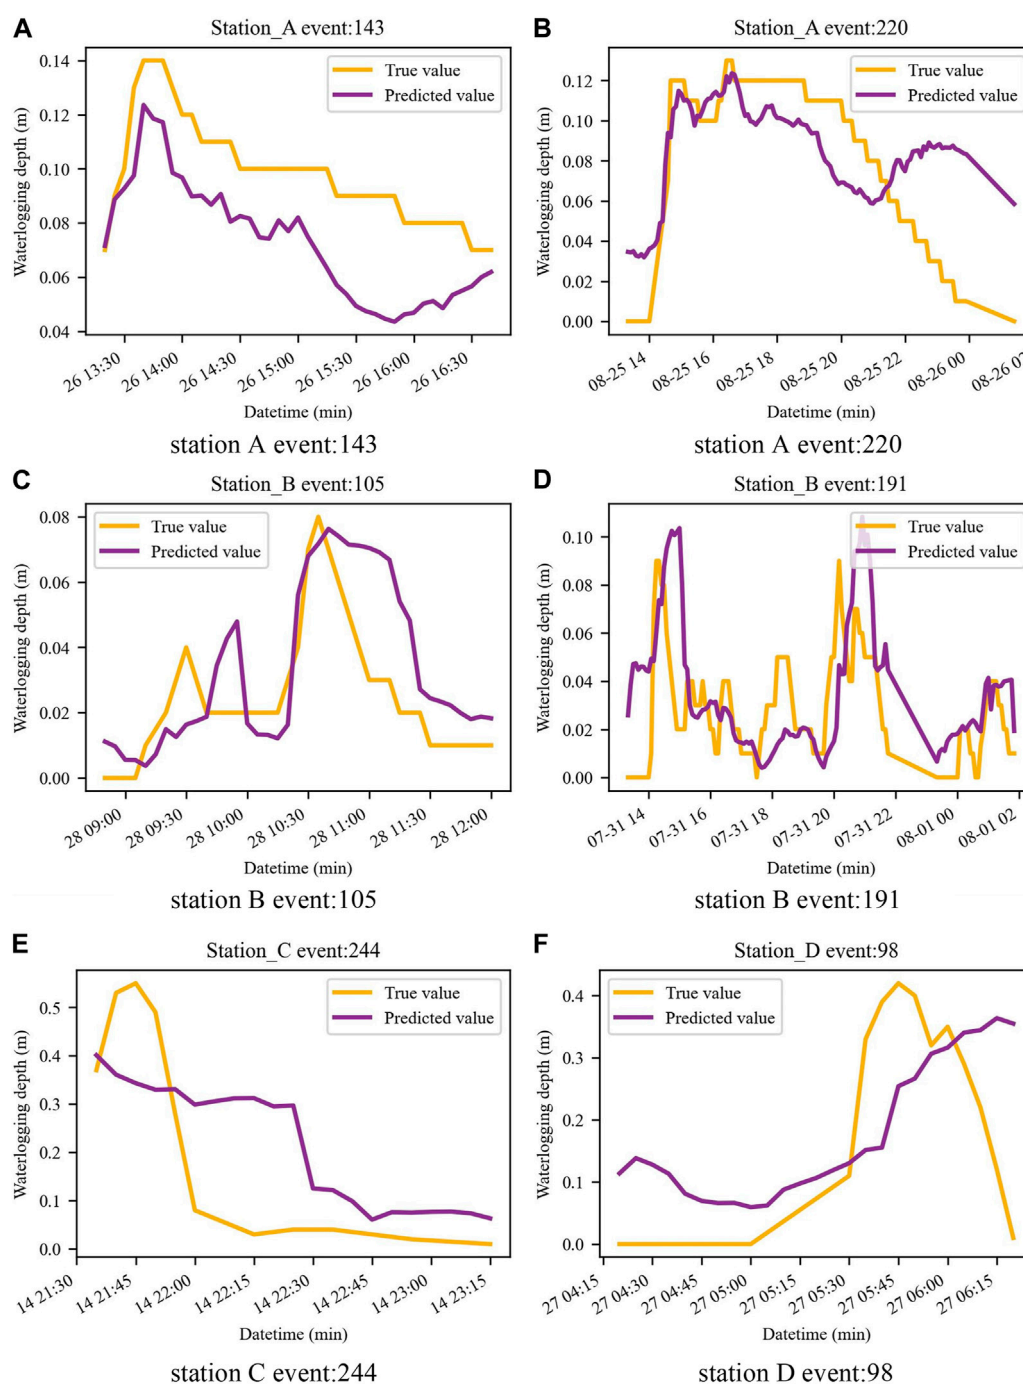 A
Station_A event:143
True value
Predicted value
Waterlogging depth (m)
0.14
0.12
0.10
0.08
0.06
0.04
26 13:30
26 14:00
26 14:30
26 15:00
26 15:30
26 16:00
26 16:30
Datetime (min)
station A event:143
B
Station_A event:220
True value
Predicted value
Waterlogging depth (m)
0.12
0.10
0.08
0.06
0.04
0.02
0.00
08-25 14
08-25 16
08-25 18
08-25 20
08-25 22
08-26 00
Datetime (min)
station A event:220
C
Station_B event:105
True value
Predicted value
Waterlogging depth (m)
0.08
0.06
0.04
0.02
0.00
28 09:00
28 09:30
28 10:00
28 10:30
28 11:00
28 11:30
28 12:00
Datetime (min)
station B event:105
D
Station_B event:191
True value
Predicted value
Waterlogging depth (m)
0.10
0.08
0.06
0.04
0.02
0.00
07-31 14
07-31 16
07-31 18
07-31 20
07-31 22
08-01 00
08-01 02
Datetime (min)
station B event:191
E
Station_C event:244
True value
Predicted value
Waterlogging depth (m)
0.5
0.4
0.3
0.2
0.1
0.0
14 21:30
14 21:45
14 22:00
14 22:15
14 22:30
14 22:45
14 23:00
14 23:15
Datetime (min)
station C event:244
F
Station_D event:98
True value
Predicted value
Waterlogging depth (m)
0.4
0.3
0.2
0.1
0.0
27 04:15
27 04:30
27 04:45
27 05:00
27 05:15
27 05:30
27 05:45
27 06:00
27 06:15
Datetime (min)
station D event:98